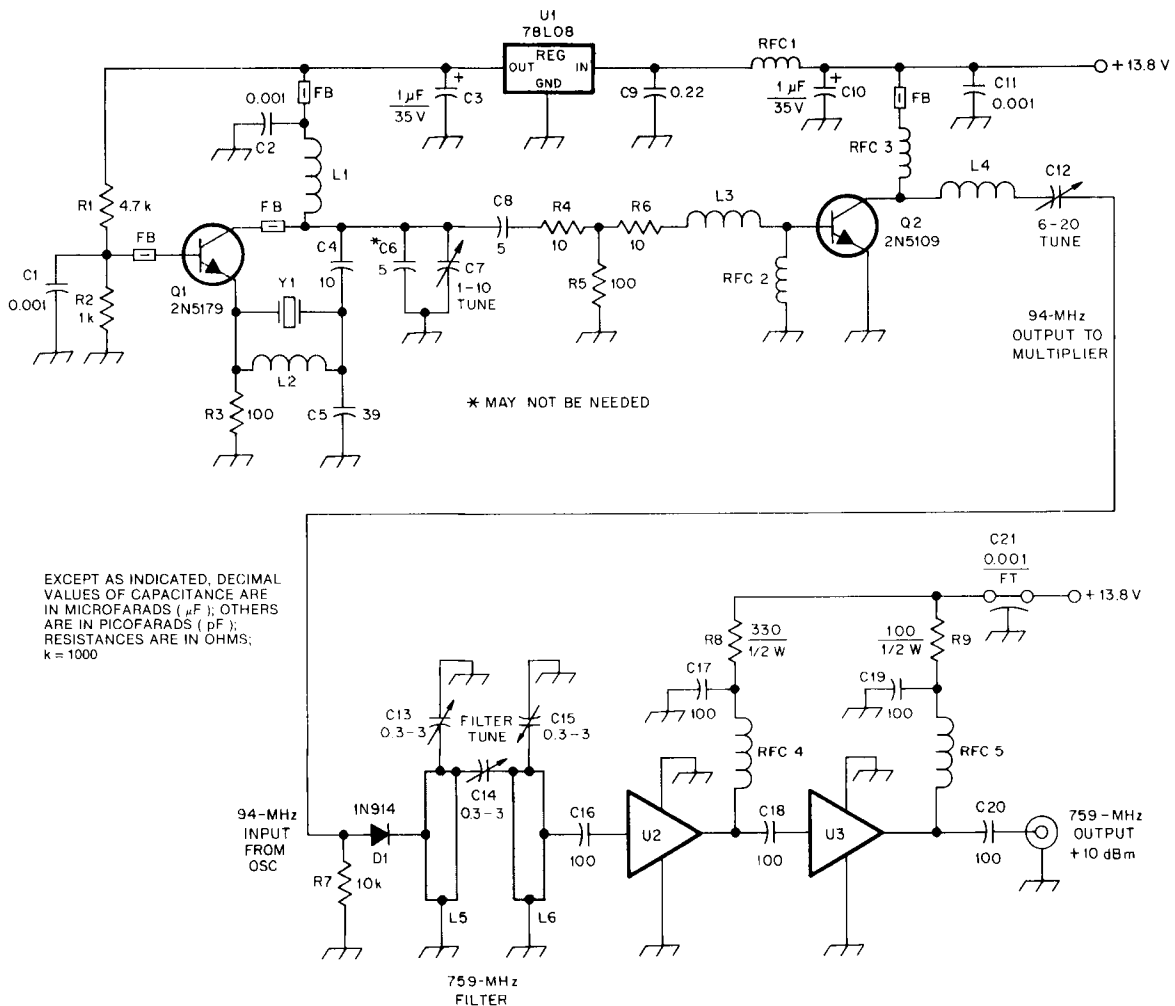 U1
78L08
REG
OUT
IN
GND
RFC 1
+13.8 V
0.001
FB
C2
1 µF
35 V
C3
C9
0.22
1 µF
35 V
C10
FB
C11
0.001
RFC 3
L1
L4
C12
6-20
TUNE
R1
4.7 k
FB
C8
5
R4
10
R6
10
L3
Q2
2N5109
FB
C4
10
*C6
5
C7
1-10
TUNE
R5
100
RFC 2
C1
0.001
R2
1k
Q1
2N5179
Y1
L2
R3
100
C5
39
* MAY NOT BE NEEDED
94-MHz
OUTPUT TO
MULTIPLIER
EXCEPT AS INDICATED, DECIMAL
VALUES OF CAPACITANCE ARE
IN MICROFARADS ( µF ); OTHERS
ARE IN PICOFARADS ( pF );
RESISTANCES ARE IN OHMS;
k = 1000
C21
0.001
FT
+13.8 V
R8
330
1/2 W
100
1/2 W
R9
C17
100
C19
100
RFC 4
RFC 5
C13
0.3-3
FILTER
TUNE
C15
0.3-3
C14
0.3-3
94-MHz
INPUT
FROM
OSC
1N914
D1
R7
10k
L5
L6
C16
100
U2
C18
100
U3
C20
100
759-MHz
OUTPUT
+10 dBm
759-MHz
FILTER